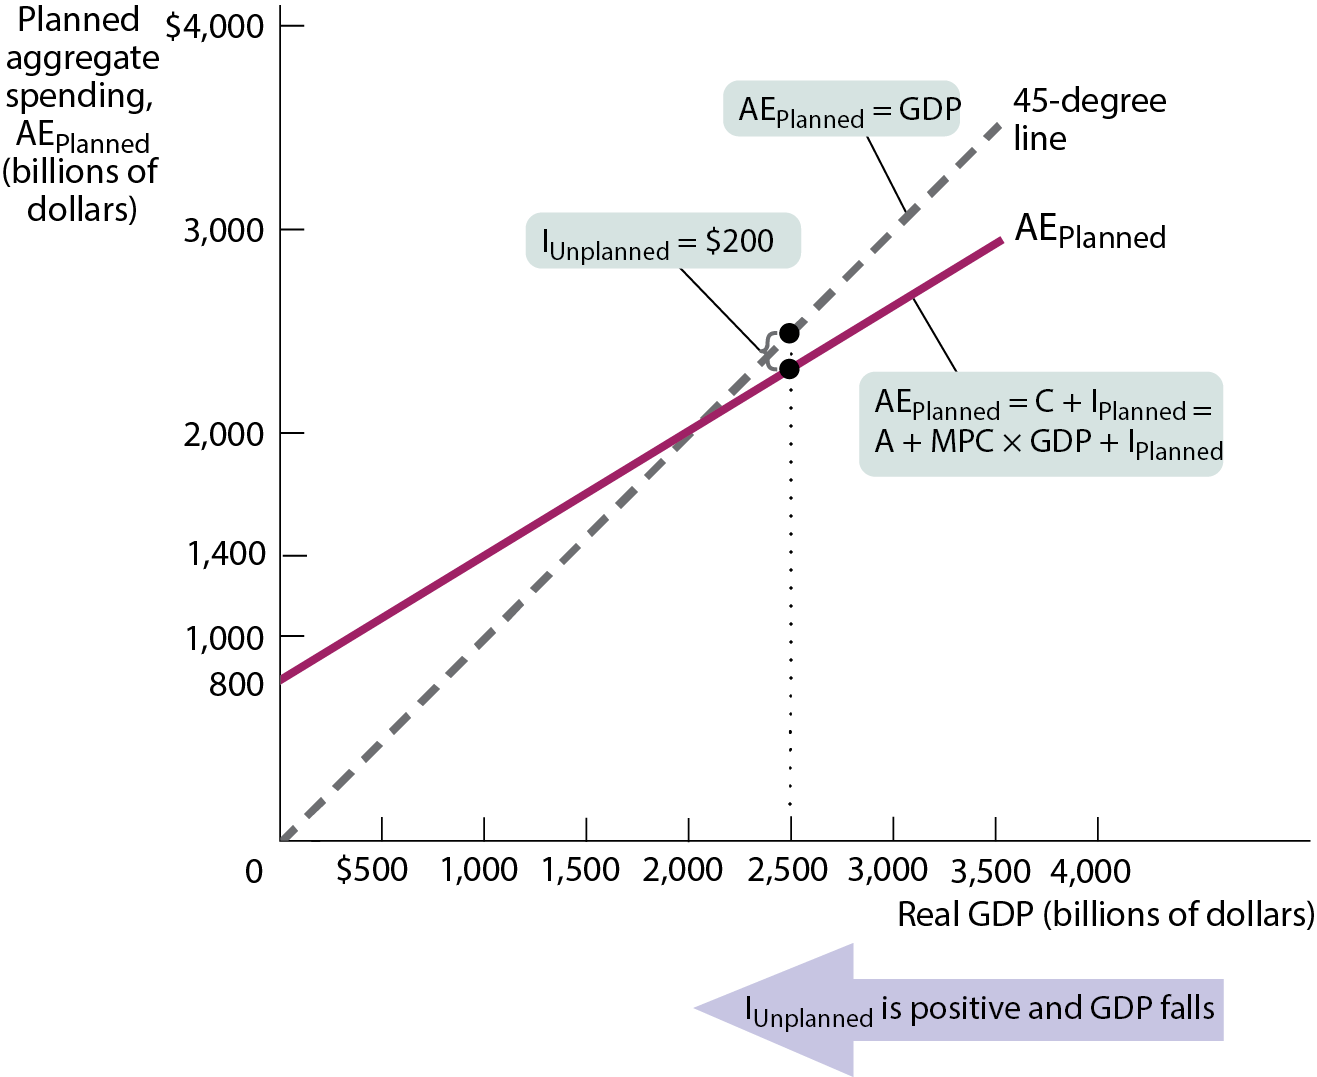 Planned
aggregate
spending,
AEPlanned
(billions of
dollars)
$4,000
3,000
2,000
1,400
1,000
800
0
$500
1,000
1,500
2,000
2,500
3,000
3,500
4,000
Real GDP (billions of dollars)
AEPlanned = GDP
45-degree
line
IUnplanned = $200
AEPlanned
AEPlanned = C + IPlanned =
A + MPC × GDP + IPlanned
IUnplanned is positive and GDP falls